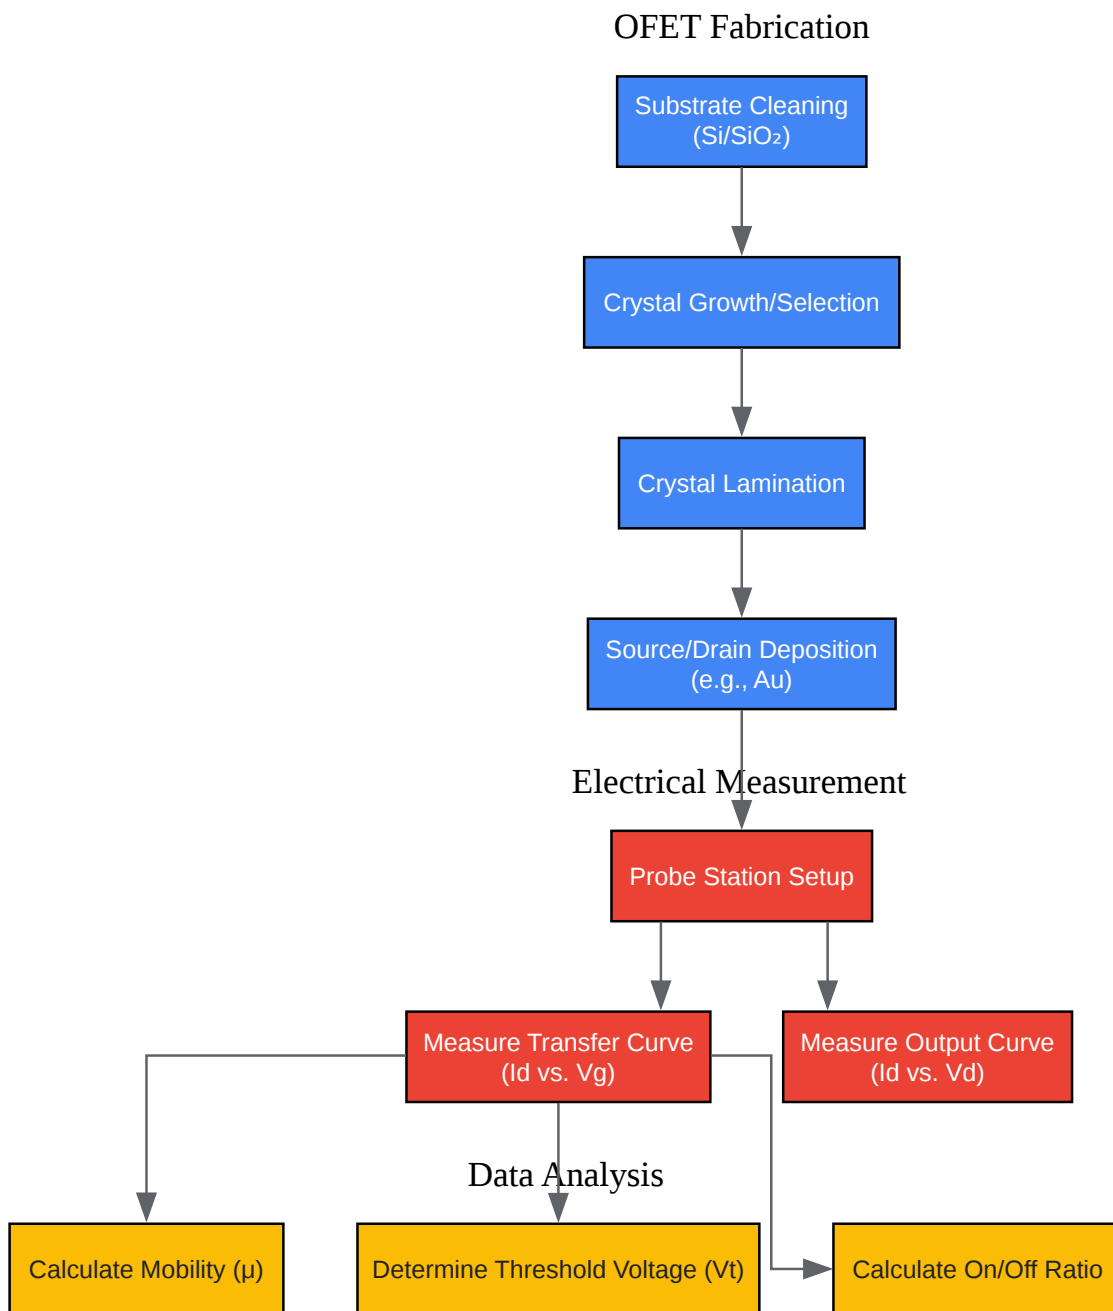 OFET Fabrication
Substrate Cleaning
(Si/SiO₂)
Crystal Growth/Selection
Crystal Lamination
Source/Drain Deposition
(e.g., Au)
Electrical Measurement
Probe Station Setup
Measure Transfer Curve
(Id vs. Vg)
Measure Output Curve
(Id vs. Vd)
Data Analysis
Calculate Mobility (μ)
Determine Threshold Voltage (Vt)
Calculate On/Off Ratio